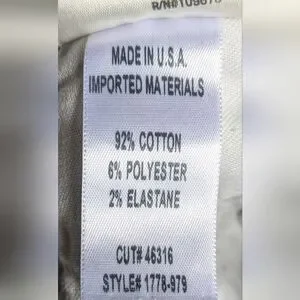 MADE IN U.S.A.
IMPORTED MATERIALS
92% COTTON
6% POLYESTER
2% ELASTANE
CUT# 46316
STYLE# 1778-979